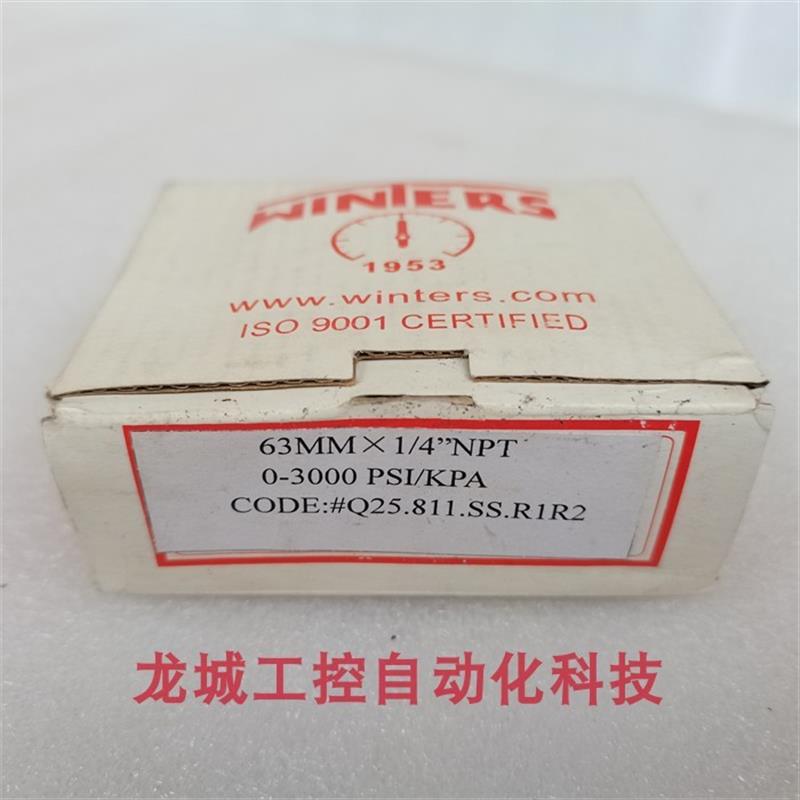 WINTERS
1953
www.winters.com
ISO 9001 CERTIFIED
63MM×1/4”NPT
0-3000 PSI/KPA
CODE:#Q25.811.SS.R1R2
龙城工控自动化科技